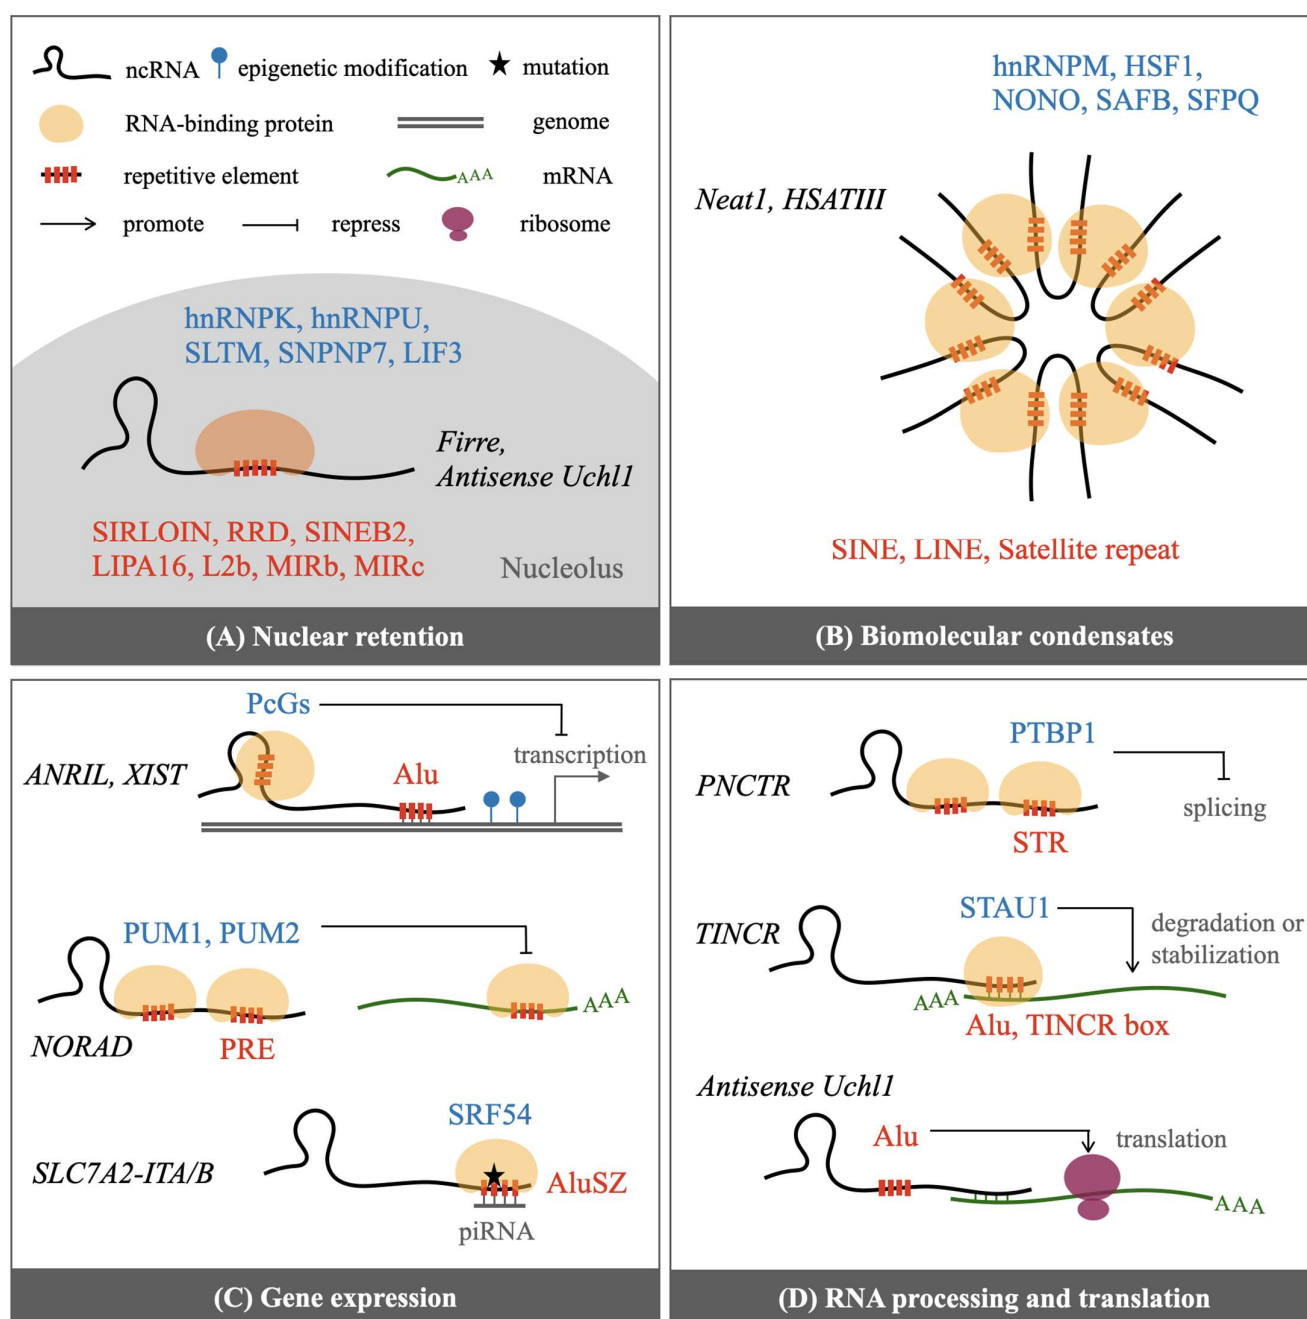 ncRNA epigenetic modification mutation
RNA-binding protein genome
repetitive element AAA mRNA
promote repress ribosome
hnRNPK, hnRNPU,
SLTM, SNPNP7, LIF3
Firre,
Antisense Uchl1
SIRLOIN, RRD, SINEB2,
LIPA16, L2b, MIRb, MIRc
Nucleolus
(A) Nuclear retention
hnRNPM, HSF1,
NONO, SAFB, SFPQ
Neat1, HSATIII
SINE, LINE, Satellite repeat
(B) Biomolecular condensates
PcGs
transcription
ANRIL, XIST
Alu
PUM1, PUM2
AAA
NORAD
PRE
SRF54
SLC7A2-ITA/B
AluSZ
piRNA
(C) Gene expression
PTBP1
PNCTR
splicing
STR
STAU1
degradation or
stabilization
TINCR
AAA
Alu, TINCR box
Antisense Uchl1
Alu
translation
AAA
(D) RNA processing and translation